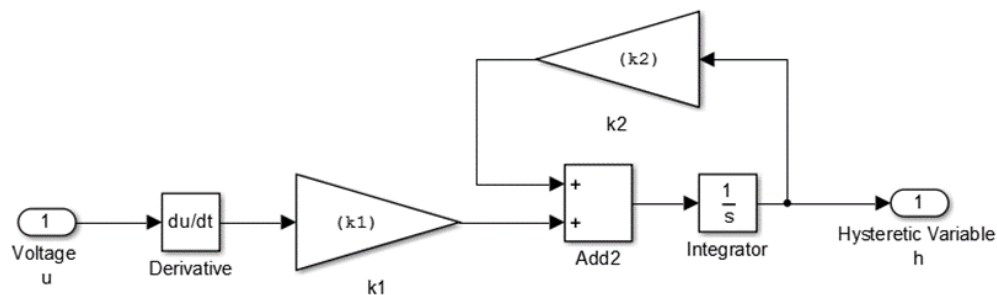 (k2)
k2
1
Voltage
u
du/dt
Derivative
(k1)
k1
+
+
Add2
1
s
Integrator
1
Hysteretic Variable
h